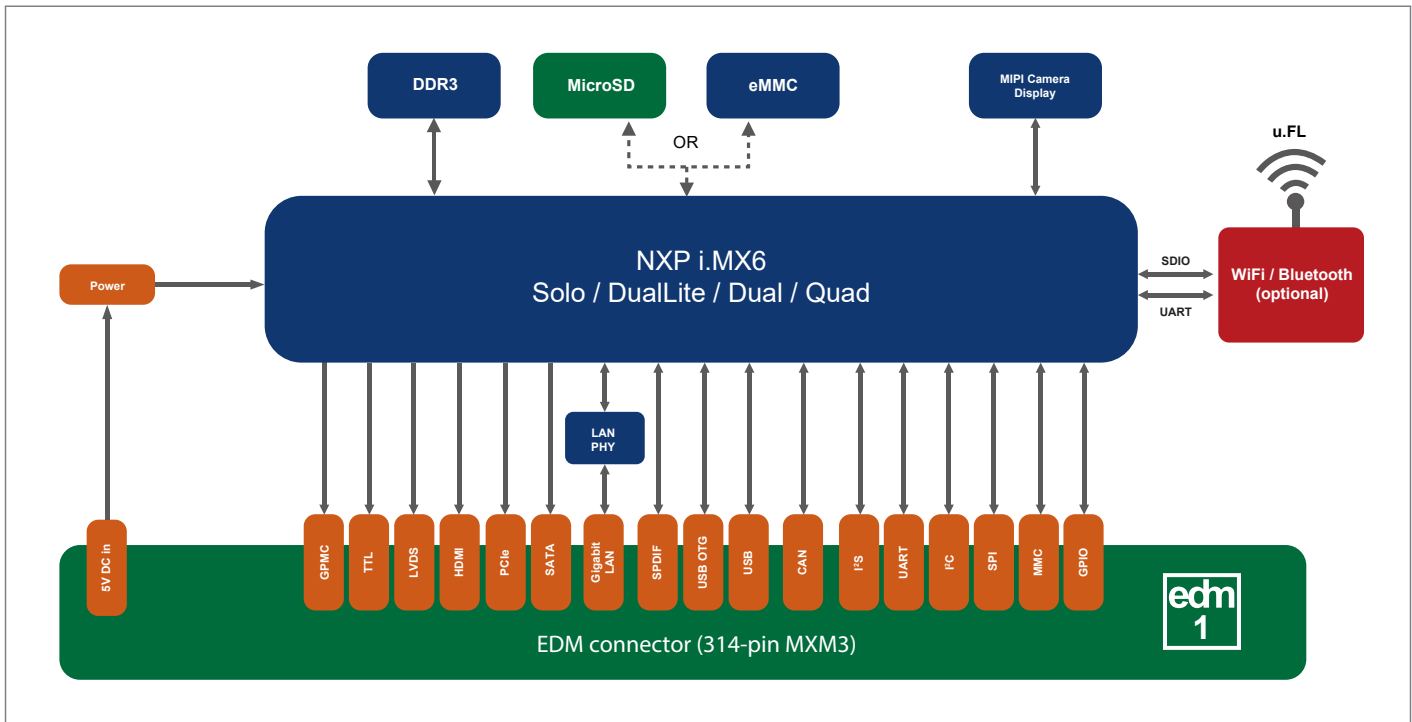 DDR3
MicroSD
eMMC
MIPI Camera
Display
OR
u.FL
NXP i.MX6
Solo / DualLite / Dual / Quad
Power
SDIO
UART
WiFi / Bluetooth
(optional)
LAN
PHY
5V DC in
GPMC
TTL
LVDS
HDMI
PCIe
SATA
Gigabit
LAN
SPDIF
USB OTG
USB
CAN
I²S
UART
I²C
SPI
MMC
GPIO
edm
1
EDM connector (314-pin MXM3)